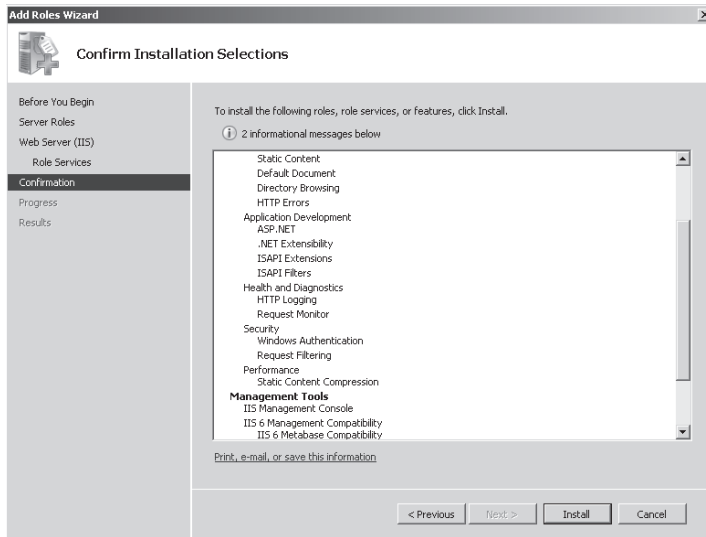 Add Roles Wizard
Confirm Installation Selections
Before You Begin
Server Roles
Web Server (IIS)
Role Services
Confirmation
Progress
Results
To install the following roles, role services, or features, click Install.
2 informational messages below
Static Content
Default Document
Directory Browsing
HTTP Errors
Application Development
ASP.NET
.NET Extensibility
ISAPI Extensions
ISAPI Filters
Health and Diagnostics
HTTP Logging
Request Monitor
Security
Windows Authentication
Request Filtering
Performance
Static Content Compression
Management Tools
IIS Management Console
IIS 6 Management Compatibility
IIS 6 Metabase Compatibility
Print, e-mail, or save this information
< Previous
Next >
Install
Cancel